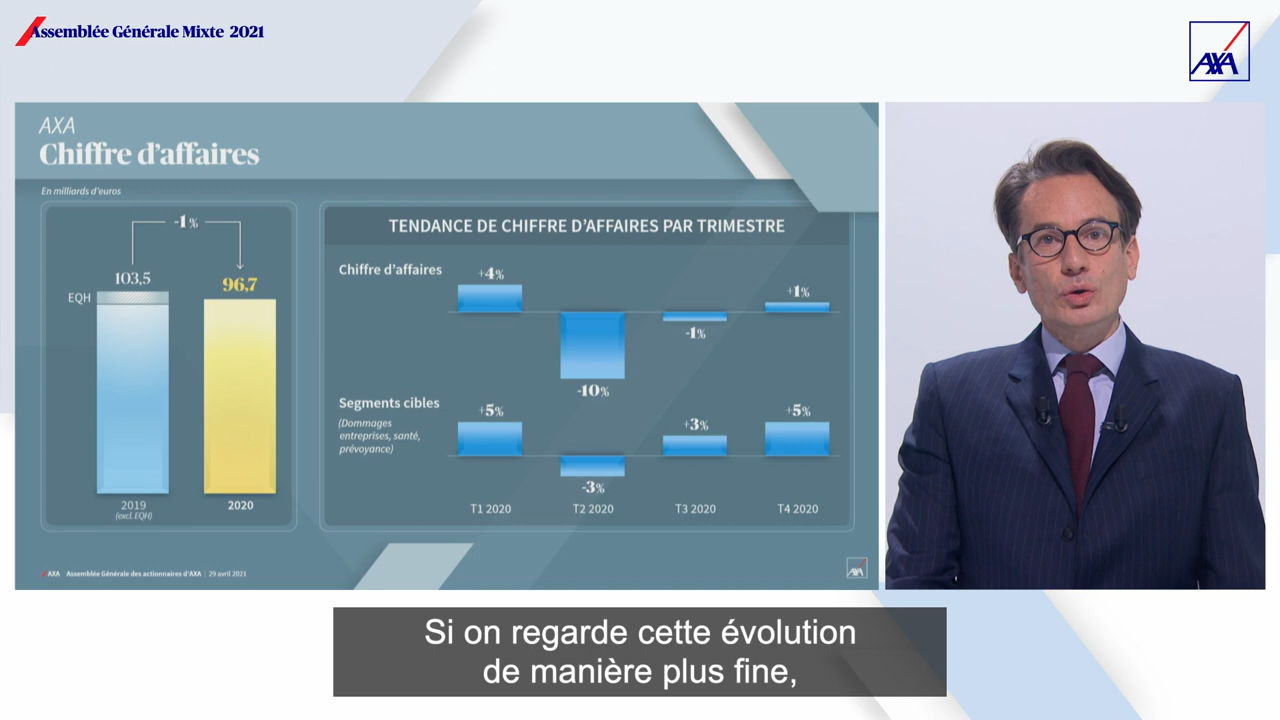 Assemblée Générale Mixte 2021
AXA
AXA
Chiffre d'affaires
En milliards d'euros
-1%
103,5
96,7
EQH
2019
(excl. EQH)
2020
TENDANCE DE CHIFFRE D'AFFAIRES PAR TRIMESTRE
Chiffre d'affaires
+4%
-10%
-1%
+1%
Segments cibles
(Dommages
entreprises, santé,
prévoyance)
+5%
-3%
+3%
+5%
T1 2020
T2 2020
T3 2020
T4 2020
AXA Assemblée Générale des actionnaires d'AXA | 29 avril 2021
AXA
Si on regarde cette évolution
de manière plus fine,